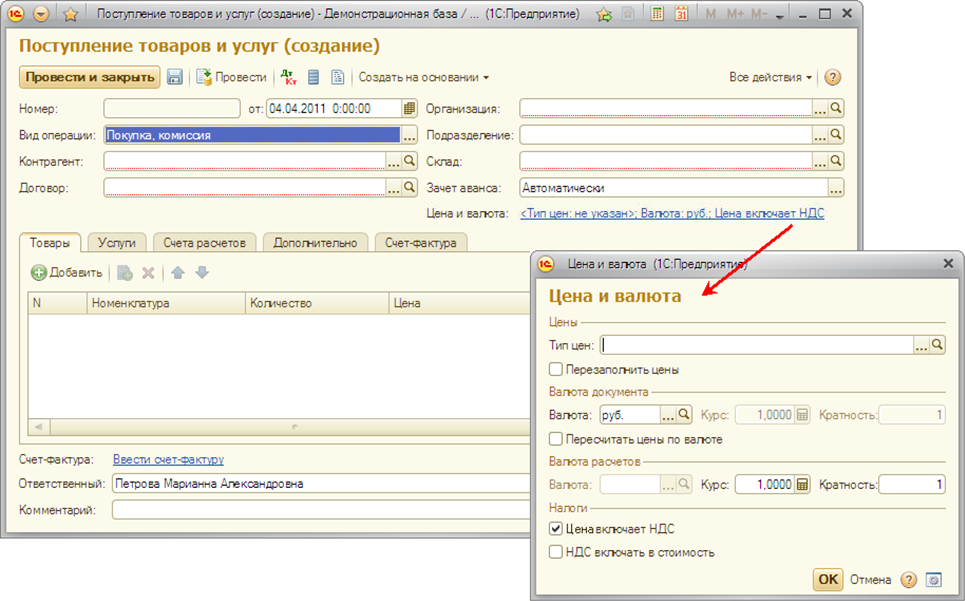 Поступление товаров и услуг (создание) - Демонстрационная база / ... (1С:Предприятие) 31 M M+ M-
Поступление товаров и услуг (создание)
Провести и закрыть Провести Дт Кт Создать на основании Все действия ?
Номер: от: 04.04.2011 0:00:00 Организация: ...
Вид операции: Покупка, комиссия ... Подразделение: ...
Контрагент: ... Склад: ...
Договор: ... Зачет аванса: Автоматически ...
Цена и валюта: <Тип цен: не указан>; Валюта: руб.; Цена включает НДС
Товары Услуги Счета расчетов Дополнительно Счет-фактура
Добавить
N Номенклатура Количество Цена
Счет-фактура: Ввести счет-фактуру
Ответственный: Петрова Марианна Александровна
Комментарий:
1С Цена и валюта (1С:Предприятие)
Цена и валюта
Цены
Тип цен: ...
Перезаполнить цены
Валюта документа
Валюта: руб. ... Курс: 1,0000 Кратность: 1
Пересчитать цены по валюте
Валюта расчетов
Валюта: ... Курс: 1,0000 Кратность: 1
Налоги
Цена включает НДС
НДС включать в стоимость
OK Отмена ?